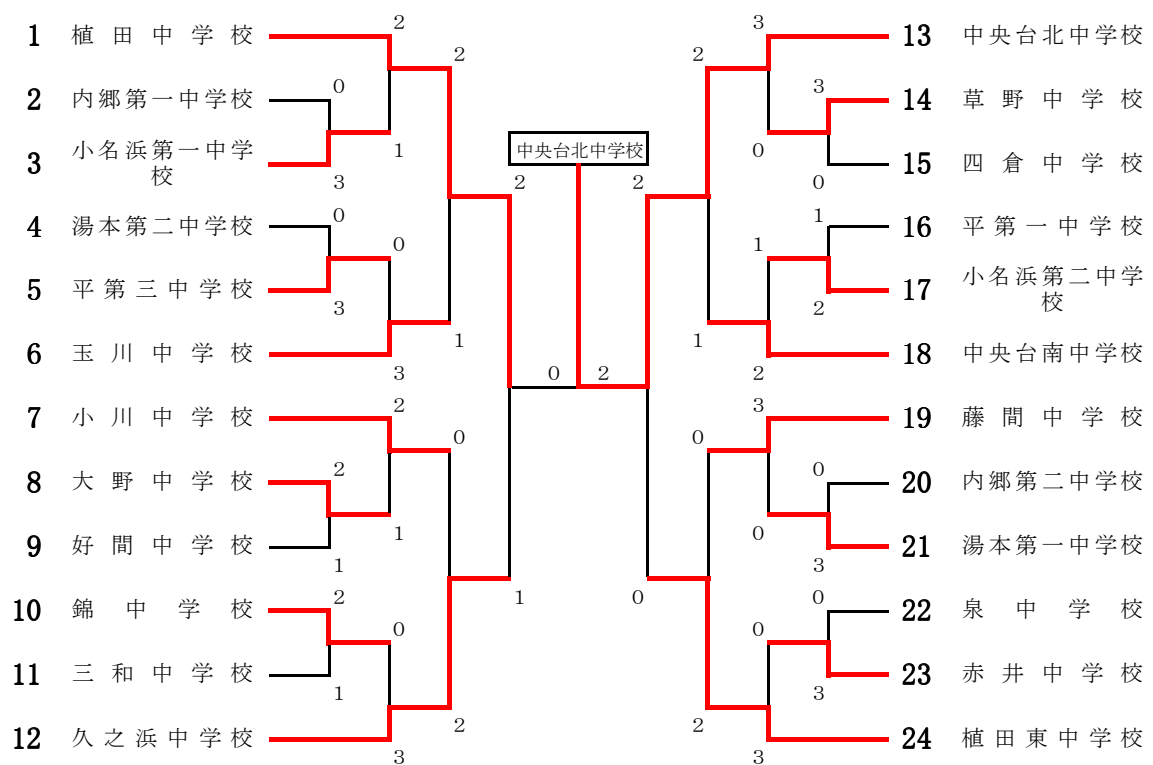 1 植田中学校
2 内郷第一中学校
3 小名浜第一中学
校
4 湯本第二中学校
5 平第三中学校
6 玉川中学校
7 小川中学校
8 大野中学校
9 好間中学校
10 錦中学校
11 三和中学校
12 久之浜中学校
2
0
3
1
2
0
3
0
3
1
2
2
1
1
0
2
1
0
3
2
中央台北中学校
2
2
0
2
1
0
3
2
3
0
0
1
1
2
2
1
3
0
0
0
3
0
0
3
2
3
13 中央台北中学校
14 草野中学校
15 四倉中学校
16 平第一中学校
17 小名浜第二中学
校
18 中央台南中学校
19 藤間中学校
20 内郷第二中学校
21 湯本第一中学校
22 泉中学校
23 赤井中学校
24 植田東中学校